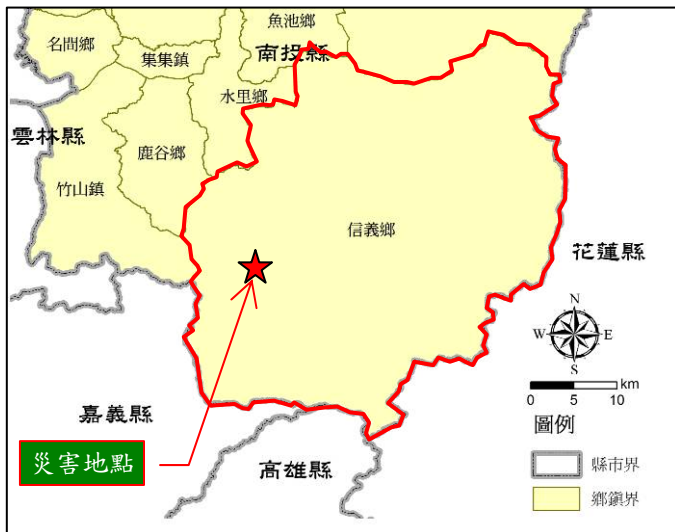 魚池鄉
名間鄉
集集鎮
南投縣
水里鄉
雲林縣
鹿谷鄉
竹山鎮
信義鄉
花蓮縣
N
W E
S
km
0 5 10
嘉義縣
圖例
災害地點
高雄縣
縣市界
鄉鎮界